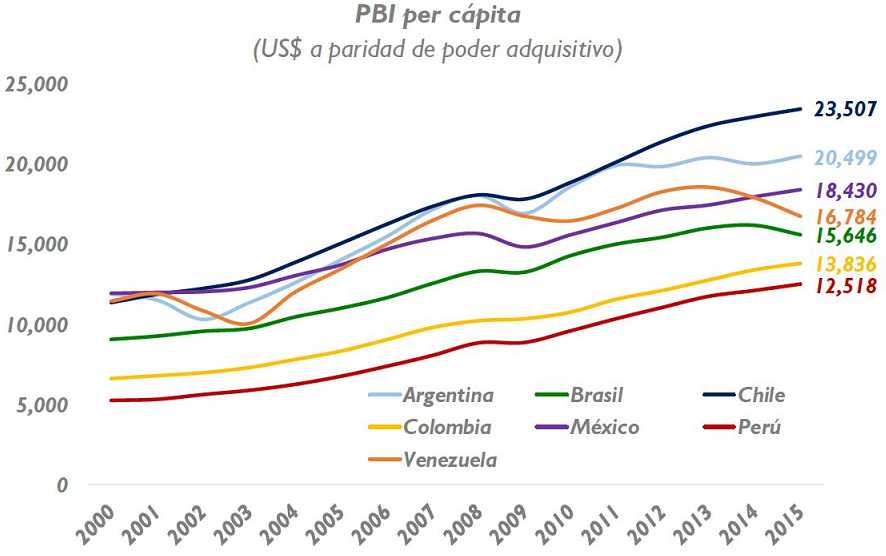 PBI per cápita
(US$ a paridad de poder adquisitivo)
25,000
20,000
15,000
10,000
5,000
0
23,507
20,499
18,430
16,784
15,646
13,836
12,518
Argentina Brasil Chile
Colombia México Perú
Venezuela
2000 2001 2002 2003 2004 2005 2006 2007 2008 2009 2010 2011 2012 2013 2014 2015